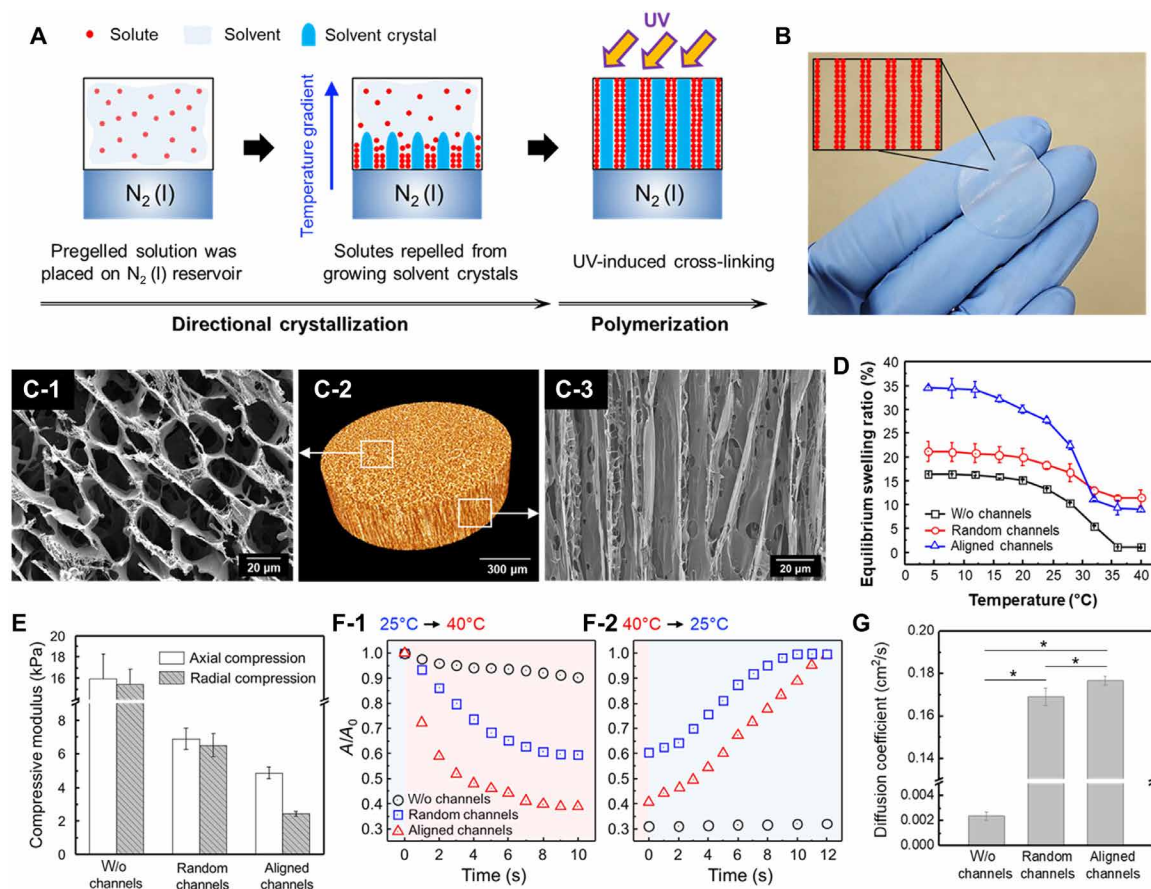 A
Solute
Solvent
Solvent crystal
UV
Temperature gradient
N₂ (l)
N₂ (l)
N₂ (l)
Pregelled solution was
placed on N₂ (l) reservoir
Solutes repelled from
growing solvent crystals
UV-induced cross-linking
Directional crystallization
Polymerization
B
C-1
20 µm
C-2
300 µm
C-3
20 µm
D
Equilibrium swelling ratio (%)
35
30
25
20
15
10
5
0
W/o channels
Random channels
Aligned channels
5 10 15 20 25 30 35 40
Temperature (°C)
E
Compressive modulus (kPa)
20
18
16
8
6
4
2
0
Axial compression
Radial compression
W/o
channels
Random
channels
Aligned
channels
F-1 25°C → 40°C
A/A₀
1.0
0.9
0.8
0.7
0.6
0.5
0.4
0.3
W/o channels
Random channels
Aligned channels
0 2 4 6 8 10
Time (s)
F-2 40°C → 25°C
1.0
0.9
0.8
0.7
0.6
0.5
0.4
0.3
0 2 4 6 8 10 12
Time (s)
G
Diffusion coefficient (cm²/s)
0.20
0.18
0.16
0.004
0.002
0.000
*
*
*
W/o
channels
Random
channels
Aligned
channels